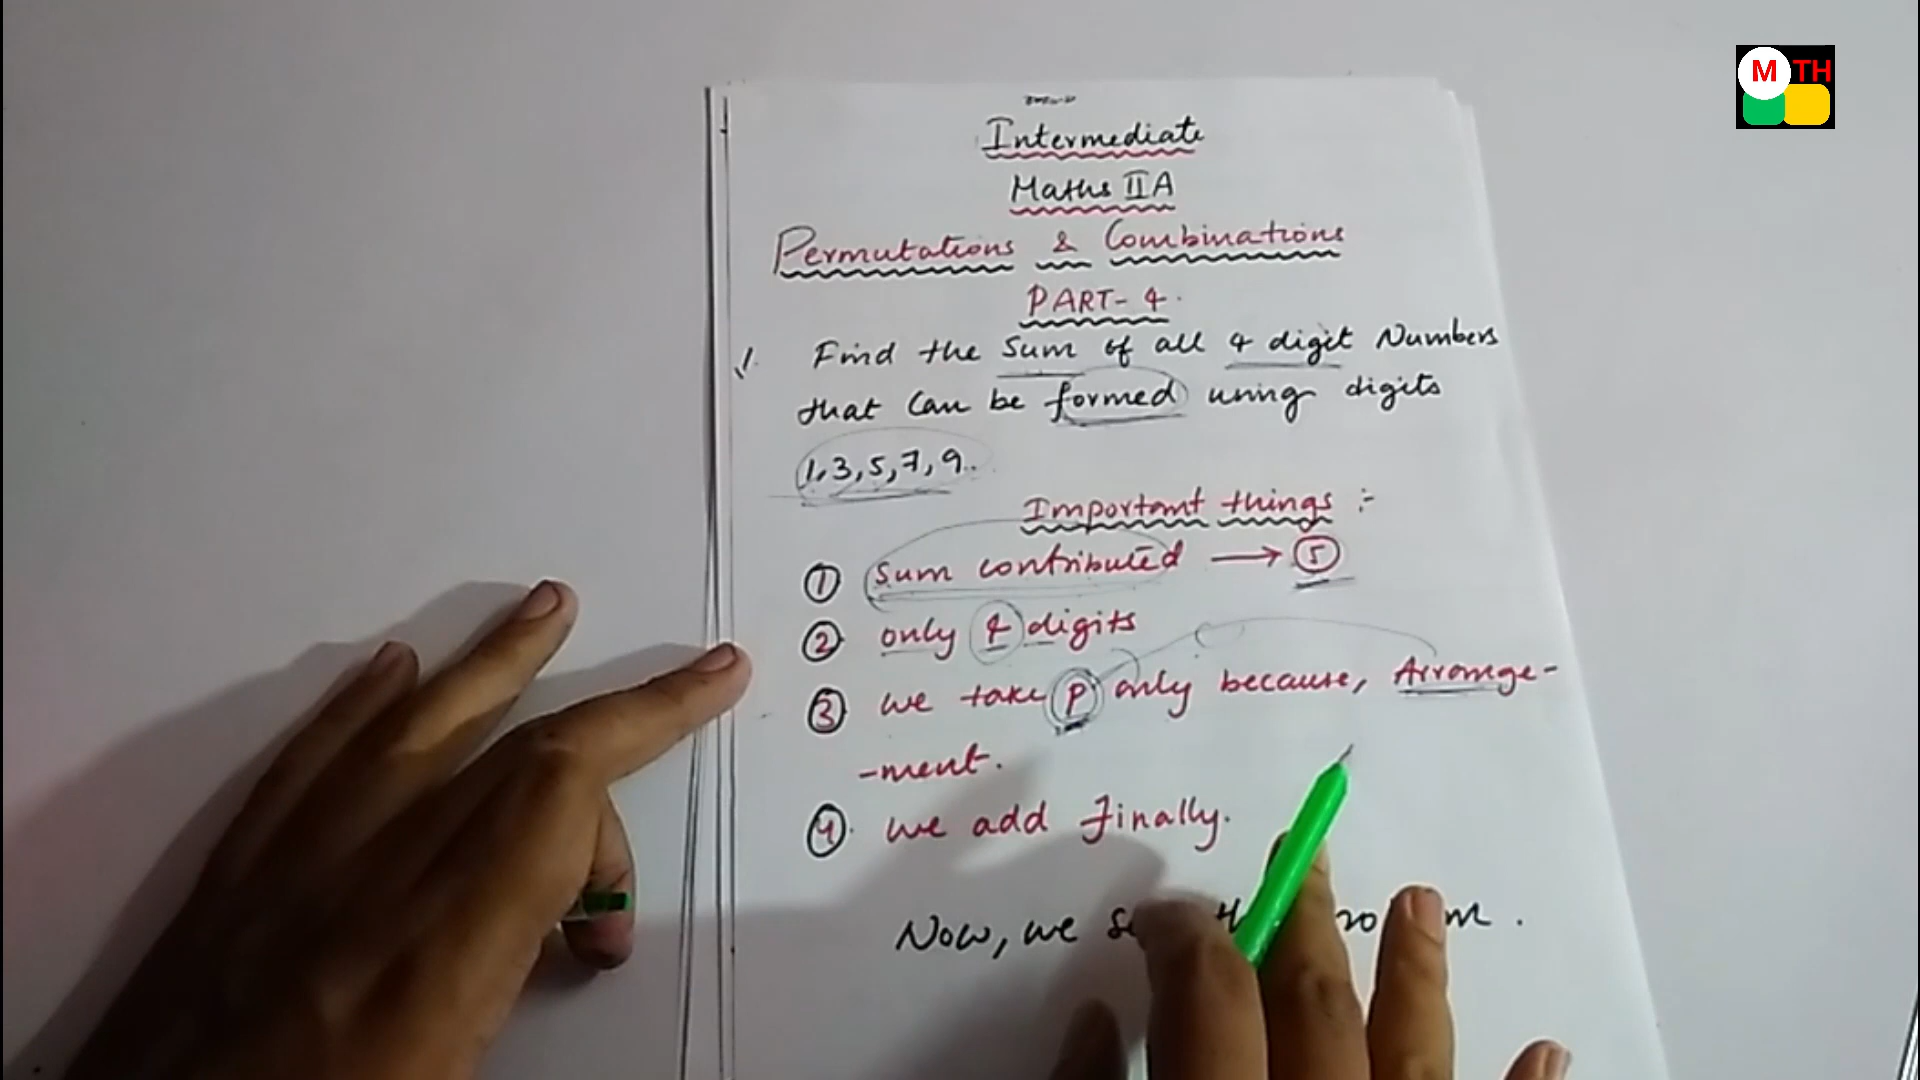 M TH
Intermediate
Maths IIA
Permutations & Combinations
PART-4.
1. Find the Sum of all 4 digit Numbers
that can be formed using digits
1,3,5,7,9.
Important things :-
① Sum contributed → ⑤
② only 4 digits
③ we take p only because, Arrange-
-ment.
④ we add finally.
Now, we